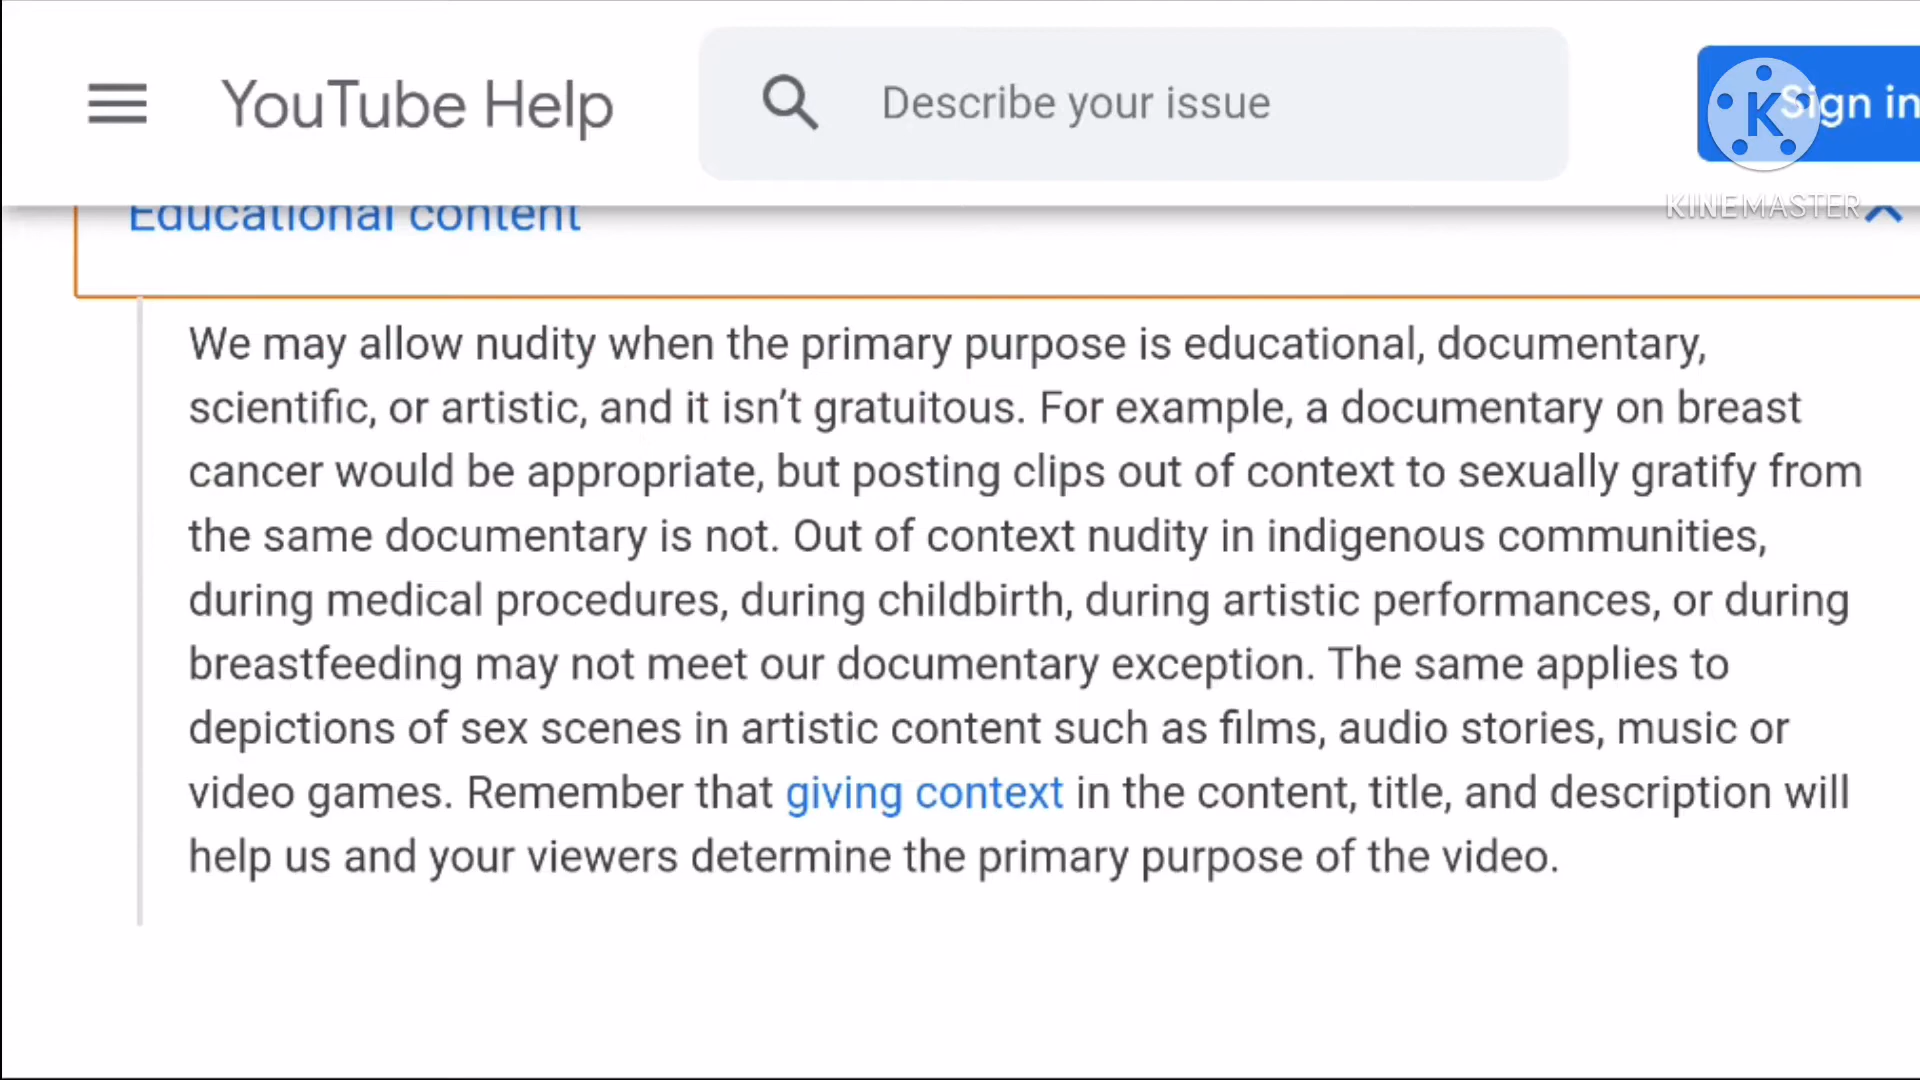 YouTube Help
Describe your issue
Sign in
K
KINEMASTER
Educational content
We may allow nudity when the primary purpose is educational, documentary,
scientific, or artistic, and it isn’t gratuitous. For example, a documentary on breast
cancer would be appropriate, but posting clips out of context to sexually gratify from
the same documentary is not. Out of context nudity in indigenous communities,
during medical procedures, during childbirth, during artistic performances, or during
breastfeeding may not meet our documentary exception. The same applies to
depictions of sex scenes in artistic content such as films, audio stories, music or
video games. Remember that giving context in the content, title, and description will
help us and your viewers determine the primary purpose of the video.